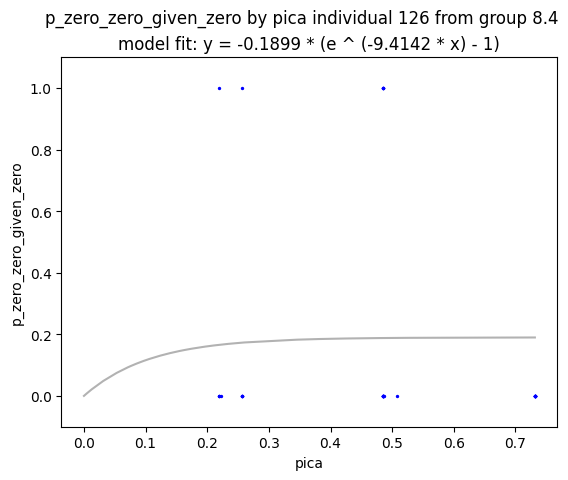 p_zero_zero_given_zero by pica individual 126 from group 8.4
model fit: y = -0.1899 * (e ^ (-9.4142 * x) - 1)
1.0
0.8
0.6
0.4
0.2
0.0
p_zero_zero_given_zero
0.0 0.1 0.2 0.3 0.4 0.5 0.6 0.7
pica